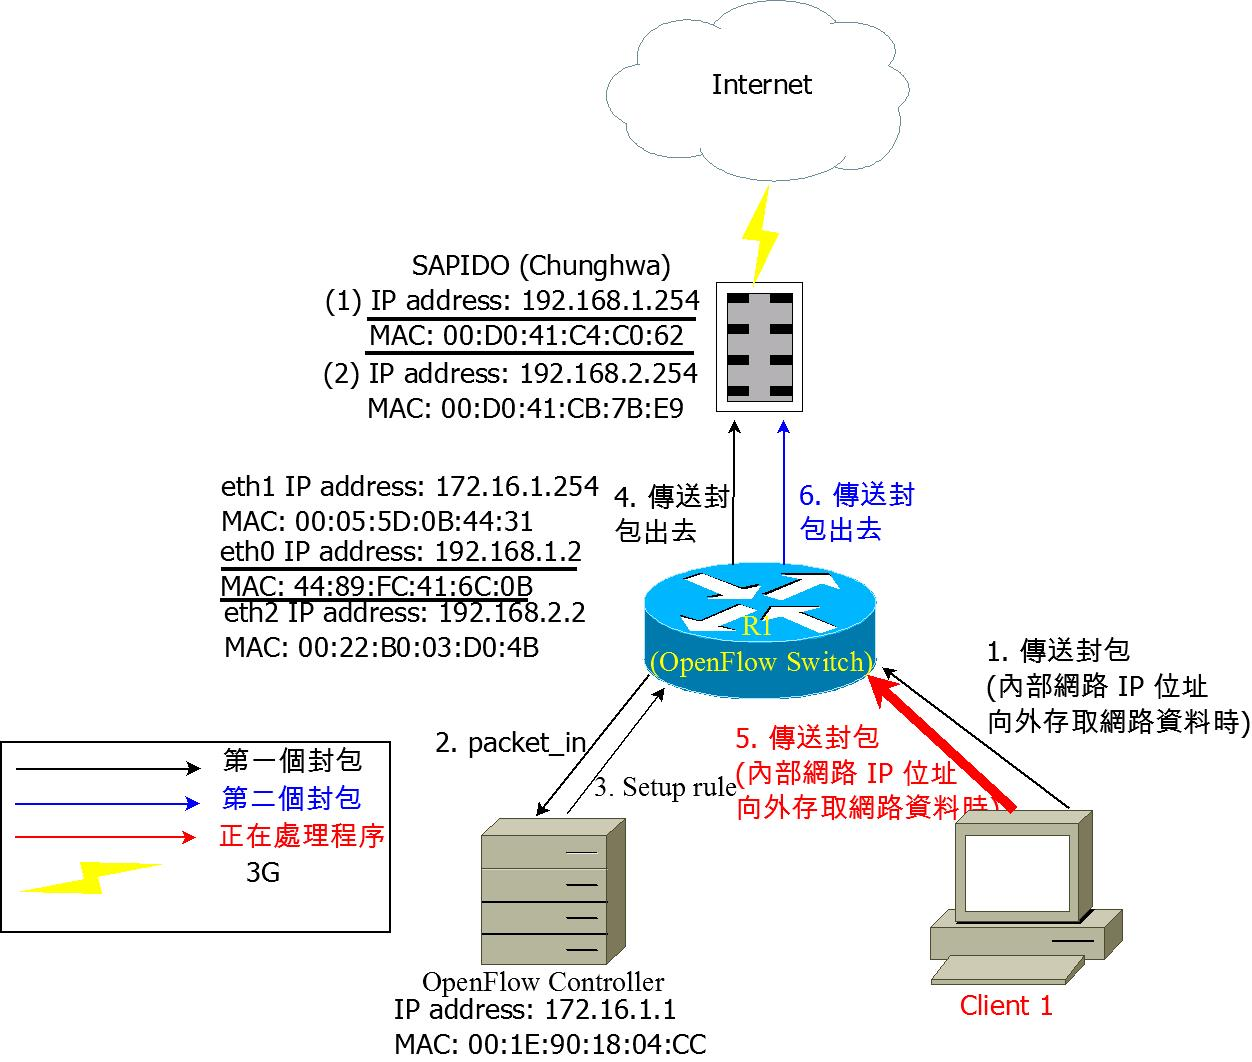 Internet
SAPIDO (Chunghwa)
(1) IP address: 192.168.1.254
MAC: 00:D0:41:C4:C0:62
(2) IP address: 192.168.2.254
MAC: 00:D0:41:CB:7B:E9
eth1 IP address: 172.16.1.254
MAC: 00:05:5D:0B:44:31
eth0 IP address: 192.168.1.2
MAC: 44:89:FC:41:6C:0B
eth2 IP address: 192.168.2.2
MAC: 00:22:B0:03:D0:4B
4. 傳送封
包出去
6. 傳送封
包出去
R1
(OpenFlow Switch)
1. 傳送封包
(內部網路 IP 位址
向外存取網路資料時)
2. packet_in
3. Setup rule
5. 傳送封包
(內部網路 IP 位址
向外存取網路資料時)
第一個封包
第二個封包
正在處理程序
3G
OpenFlow Controller
IP address: 172.16.1.1
MAC: 00:1E:90:18:04:CC
Client 1